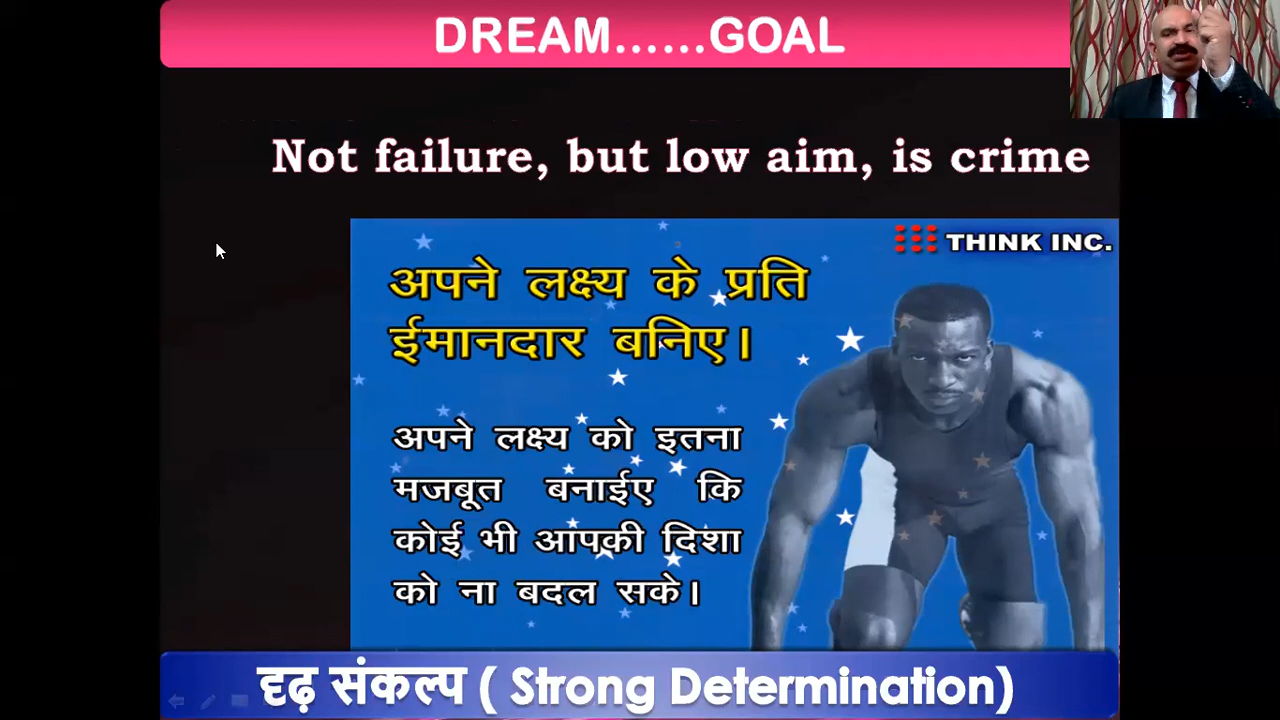 DREAM......GOAL
Not failure, but low aim, is crime
THINK INC.
अपने लक्ष्य के प्रति
ईमानदार बनिए।
अपने लक्ष्य को इतना
मजबूत बनाईए कि
कोई भी आपकी दिशा
को ना बदल सके।
दृढ़ संकल्प ( Strong Determination)